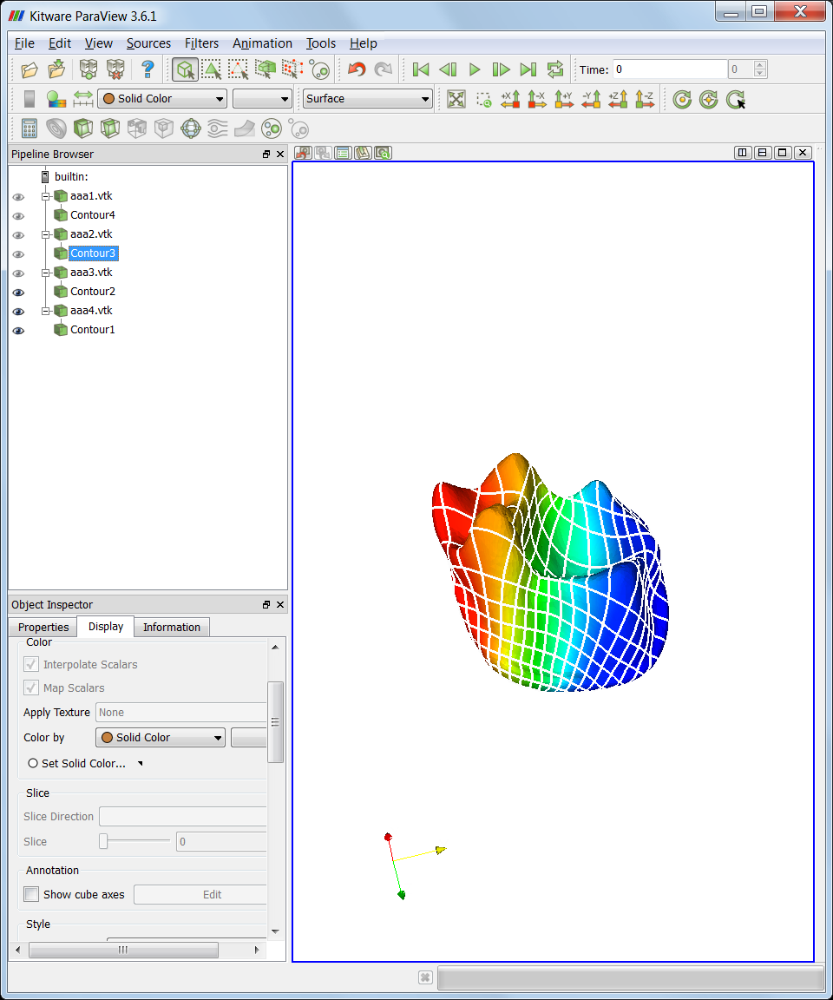 Kitware ParaView 3.6.1
File Edit View Sources Filters Animation Tools Help
Time: 0 0
Solid Color Surface
+X -X +Y -Y +Z -Z
Pipeline Browser
builtin:
aaa1.vtk
Contour4
aaa2.vtk
Contour3
aaa3.vtk
Contour2
aaa4.vtk
Contour1
Object Inspector
Properties Display Information
Color
Interpolate Scalars
Map Scalars
Apply Texture None
Color by Solid Color
Set Solid Color...
Slice
Slice Direction
Slice 0
Annotation
Show cube axes Edit
Style